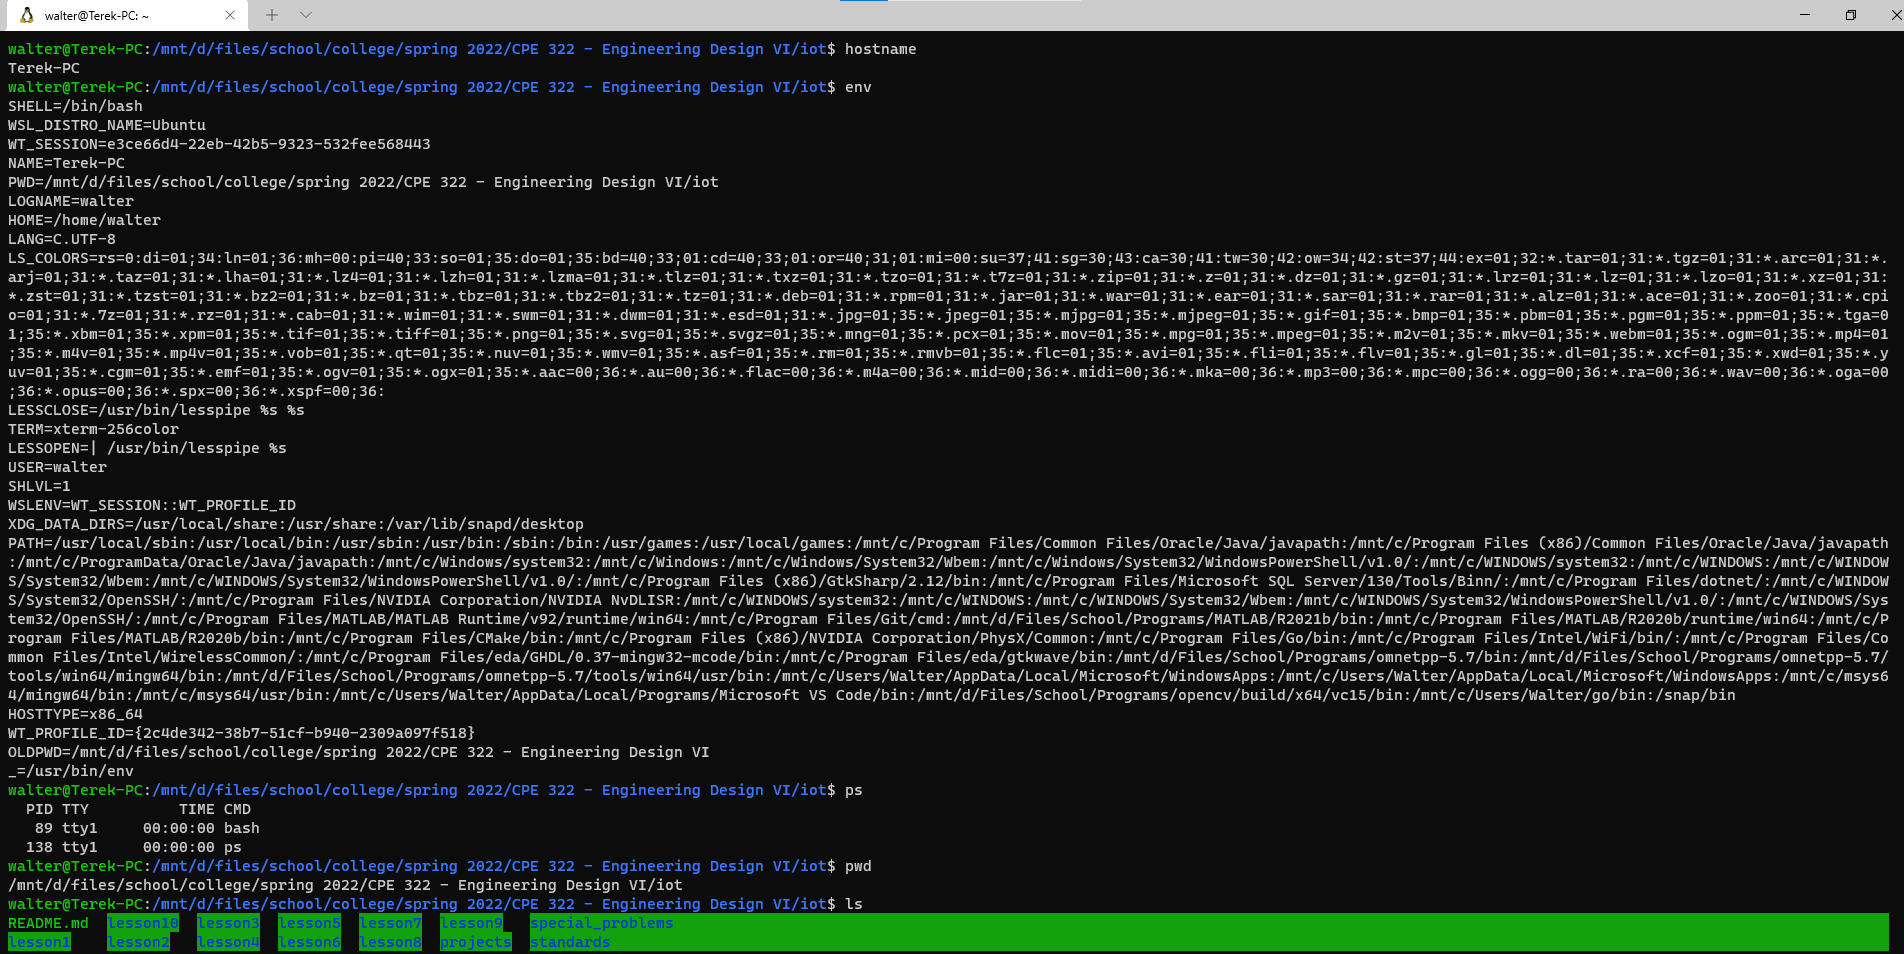 walter@Terek-PC: ~
walter@Terek-PC:/mnt/d/files/school/college/spring 2022/CPE 322 - Engineering Design VI/iot$ hostname
Terek-PC
walter@Terek-PC:/mnt/d/files/school/college/spring 2022/CPE 322 - Engineering Design VI/iot$ env
SHELL=/bin/bash
WSL_DISTRO_NAME=Ubuntu
WT_SESSION=e3ce66d4-22eb-42b5-9323-532fee568443
NAME=Terek-PC
PWD=/mnt/d/files/school/college/spring 2022/CPE 322 - Engineering Design VI/iot
LOGNAME=walter
HOME=/home/walter
LANG=C.UTF-8
LS_COLORS=rs=0:di=01;34:ln=01;36:mh=00:pi=40;33:so=01;35:do=01;35:bd=40;33;01:cd=40;33;01:or=40;31;01:mi=00:su=37;41:sg=30;43:ca=30;41:tw=30;42:ow=34;42:st=37;44:ex=01;32:*.tar=01;31:*.tgz=01;31:*.arc=01;31:*.
arj=01;31:*.taz=01;31:*.lha=01;31:*.lz4=01;31:*.lzh=01;31:*.lzma=01;31:*.tlz=01;31:*.txz=01;31:*.tzo=01;31:*.t7z=01;31:*.zip=01;31:*.z=01;31:*.dz=01;31:*.gz=01;31:*.lrz=01;31:*.lz=01;31:*.lzo=01;31:*.xz=01;31:
*.zst=01;31:*.tzst=01;31:*.bz2=01;31:*.bz=01;31:*.tbz=01;31:*.tbz2=01;31:*.tz=01;31:*.deb=01;31:*.rpm=01;31:*.jar=01;31:*.war=01;31:*.ear=01;31:*.sar=01;31:*.rar=01;31:*.alz=01;31:*.ace=01;31:*.zoo=01;31:*.cpi
o=01;31:*.7z=01;31:*.rz=01;31:*.cab=01;31:*.wim=01;31:*.swm=01;31:*.dwm=01;31:*.esd=01;31:*.jpg=01;35:*.jpeg=01;35:*.mjpg=01;35:*.mjpeg=01;35:*.gif=01;35:*.bmp=01;35:*.pbm=01;35:*.pgm=01;35:*.ppm=01;35:*.tga=0
1;35:*.xbm=01;35:*.xpm=01;35:*.tif=01;35:*.tiff=01;35:*.png=01;35:*.svg=01;35:*.svgz=01;35:*.mng=01;35:*.pcx=01;35:*.mov=01;35:*.mpg=01;35:*.mpeg=01;35:*.m2v=01;35:*.mkv=01;35:*.webm=01;35:*.ogm=01;35:*.mp4=01
;35:*.m4v=01;35:*.mp4v=01;35:*.vob=01;35:*.qt=01;35:*.nuv=01;35:*.wmv=01;35:*.asf=01;35:*.rm=01;35:*.rmvb=01;35:*.flc=01;35:*.avi=01;35:*.fli=01;35:*.flv=01;35:*.gl=01;35:*.dl=01;35:*.xcf=01;35:*.xwd=01;35:*.y
uv=01;35:*.cgm=01;35:*.emf=01;35:*.ogv=01;35:*.ogx=01;35:*.aac=00;36:*.au=00;36:*.flac=00;36:*.m4a=00;36:*.mid=00;36:*.midi=00;36:*.mka=00;36:*.mp3=00;36:*.mpc=00;36:*.ogg=00;36:*.ra=00;36:*.wav=00;36:*.oga=00
;36:*.opus=00;36:*.spx=00;36:*.xspf=00;36:
LESSCLOSE=/usr/bin/lesspipe %s %s
TERM=xterm-256color
LESSOPEN=| /usr/bin/lesspipe %s
USER=walter
SHLVL=1
WSLENV=WT_SESSION::WT_PROFILE_ID
XDG_DATA_DIRS=/usr/local/share:/usr/share:/var/lib/snapd/desktop
PATH=/usr/local/sbin:/usr/local/bin:/usr/sbin:/usr/bin:/sbin:/bin:/usr/games:/usr/local/games:/mnt/c/Program Files/Common Files/Oracle/Java/javapath:/mnt/c/Program Files (x86)/Common Files/Oracle/Java/javapath
:/mnt/c/ProgramData/Oracle/Java/javapath:/mnt/c/Windows/system32:/mnt/c/Windows:/mnt/c/Windows/System32/Wbem:/mnt/c/Windows/System32/WindowsPowerShell/v1.0/:/mnt/c/WINDOWS/system32:/mnt/c/WINDOWS:/mnt/c/WINDOW
S/System32/Wbem:/mnt/c/WINDOWS/System32/WindowsPowerShell/v1.0/:/mnt/c/Program Files (x86)/GtkSharp/2.12/bin:/mnt/c/Program Files/Microsoft SQL Server/130/Tools/Binn/:/mnt/c/Program Files/dotnet/:/mnt/c/WINDOW
S/System32/OpenSSH/:/mnt/c/Program Files/NVIDIA Corporation/NVIDIA NvDLISR:/mnt/c/WINDOWS/system32:/mnt/c/WINDOWS:/mnt/c/WINDOWS/System32/Wbem:/mnt/c/WINDOWS/System32/WindowsPowerShell/v1.0/:/mnt/c/WINDOWS/Sys
tem32/OpenSSH/:/mnt/c/Program Files/MATLAB/MATLAB Runtime/v92/runtime/win64:/mnt/c/Program Files/Git/cmd:/mnt/d/Files/School/Programs/MATLAB/R2021b/bin:/mnt/c/Program Files/MATLAB/R2020b/runtime/win64:/mnt/c/P
rogram Files/MATLAB/R2020b/bin:/mnt/c/Program Files/CMake/bin:/mnt/c/Program Files (x86)/NVIDIA Corporation/PhysX/Common:/mnt/c/Program Files/Go/bin:/mnt/c/Program Files/Intel/WiFi/bin/:/mnt/c/Program Files/Co
mmon Files/Intel/WirelessCommon/:/mnt/c/Program Files/eda/GHDL/0.37-mingw32-mcode/bin:/mnt/c/Program Files/eda/gtkwave/bin:/mnt/d/Files/School/Programs/omnetpp-5.7/bin:/mnt/d/Files/School/Programs/omnetpp-5.7/
tools/win64/mingw64/bin:/mnt/d/Files/School/Programs/omnetpp-5.7/tools/win64/usr/bin:/mnt/c/Users/Walter/AppData/Local/Microsoft/WindowsApps:/mnt/c/Users/Walter/AppData/Local/Microsoft/WindowsApps:/mnt/c/msys6
4/mingw64/bin:/mnt/c/msys64/usr/bin:/mnt/c/Users/Walter/AppData/Local/Programs/Microsoft VS Code/bin:/mnt/d/Files/School/Programs/opencv/build/x64/vc15/bin:/mnt/c/Users/Walter/go/bin:/snap/bin
HOSTTYPE=x86_64
WT_PROFILE_ID={2c4de342-38b7-51cf-b940-2309a097f518}
OLDPWD=/mnt/d/files/school/college/spring 2022/CPE 322 - Engineering Design VI
_=/usr/bin/env
walter@Terek-PC:/mnt/d/files/school/college/spring 2022/CPE 322 - Engineering Design VI/iot$ ps
PID TTY TIME CMD
89 tty1 00:00:00 bash
138 tty1 00:00:00 ps
walter@Terek-PC:/mnt/d/files/school/college/spring 2022/CPE 322 - Engineering Design VI/iot$ pwd
/mnt/d/files/school/college/spring 2022/CPE 322 - Engineering Design VI/iot
walter@Terek-PC:/mnt/d/files/school/college/spring 2022/CPE 322 - Engineering Design VI/iot$ ls
README.md lesson10 lesson3 lesson5 lesson7 lesson9 special_problems
lesson1 lesson2 lesson4 lesson6 lesson8 projects standards